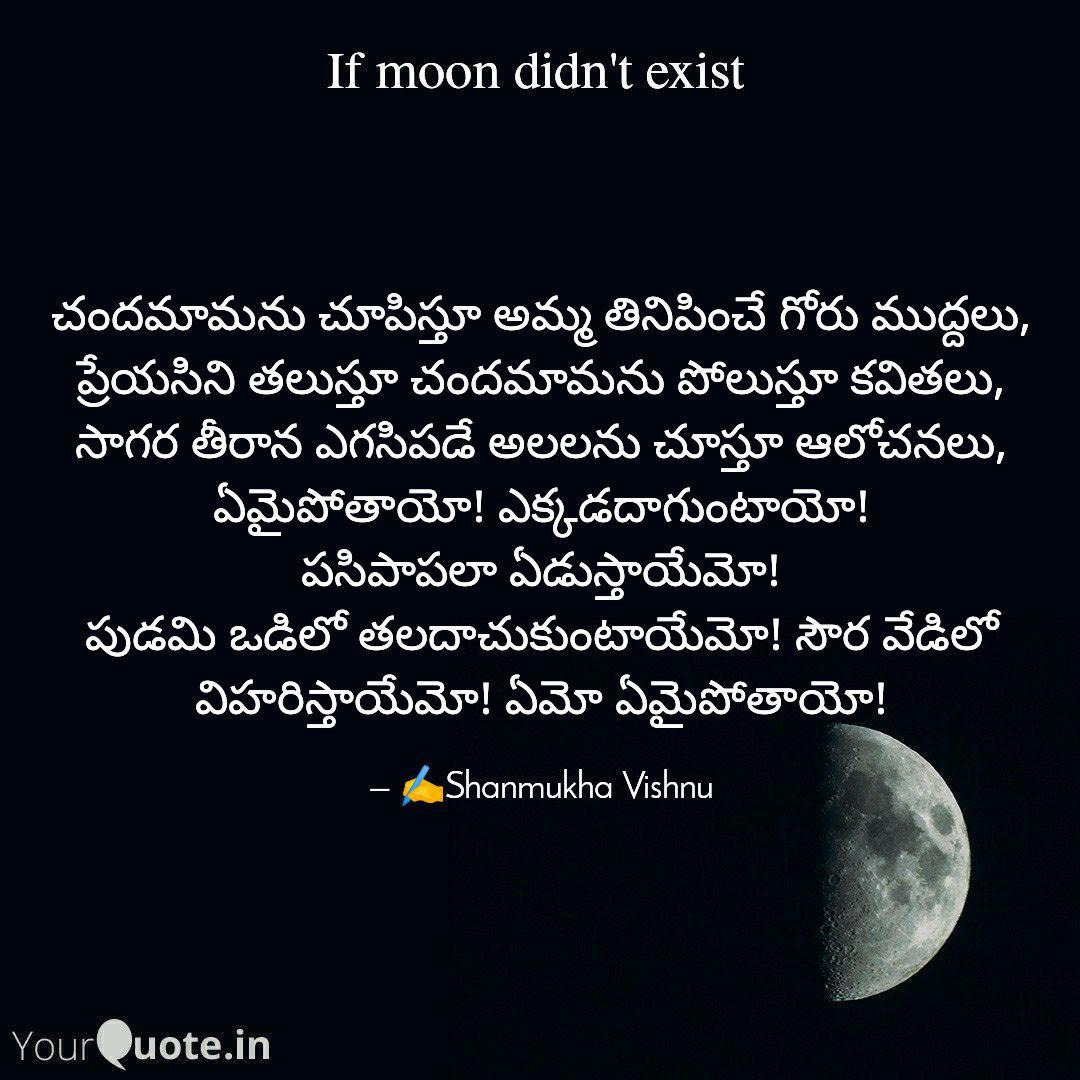 If moon didn't exist
చందమామను చూపిస్తూ అమ్మ తినిపించే గోరు ముద్దలు,
ప్రేయసిని తలుస్తూ చందమామను పోలుస్తూ కవితలు,
సాగర తీరాన ఎగసిపడే అలలను చూస్తూ ఆలోచనలు,
ఏమైపోతాయో! ఎక్కడదాగుంటాయో!
పసిపాపలా ఏడుస్తాయేమో!
పుడమి ఒడిలో తలదాచుకుంటాయేమో! సౌర వేడిలో
విహరిస్తాయేమో! ఏమో ఏమైపోతాయో!
– ✍Shanmukha Vishnu
YourQuote.in